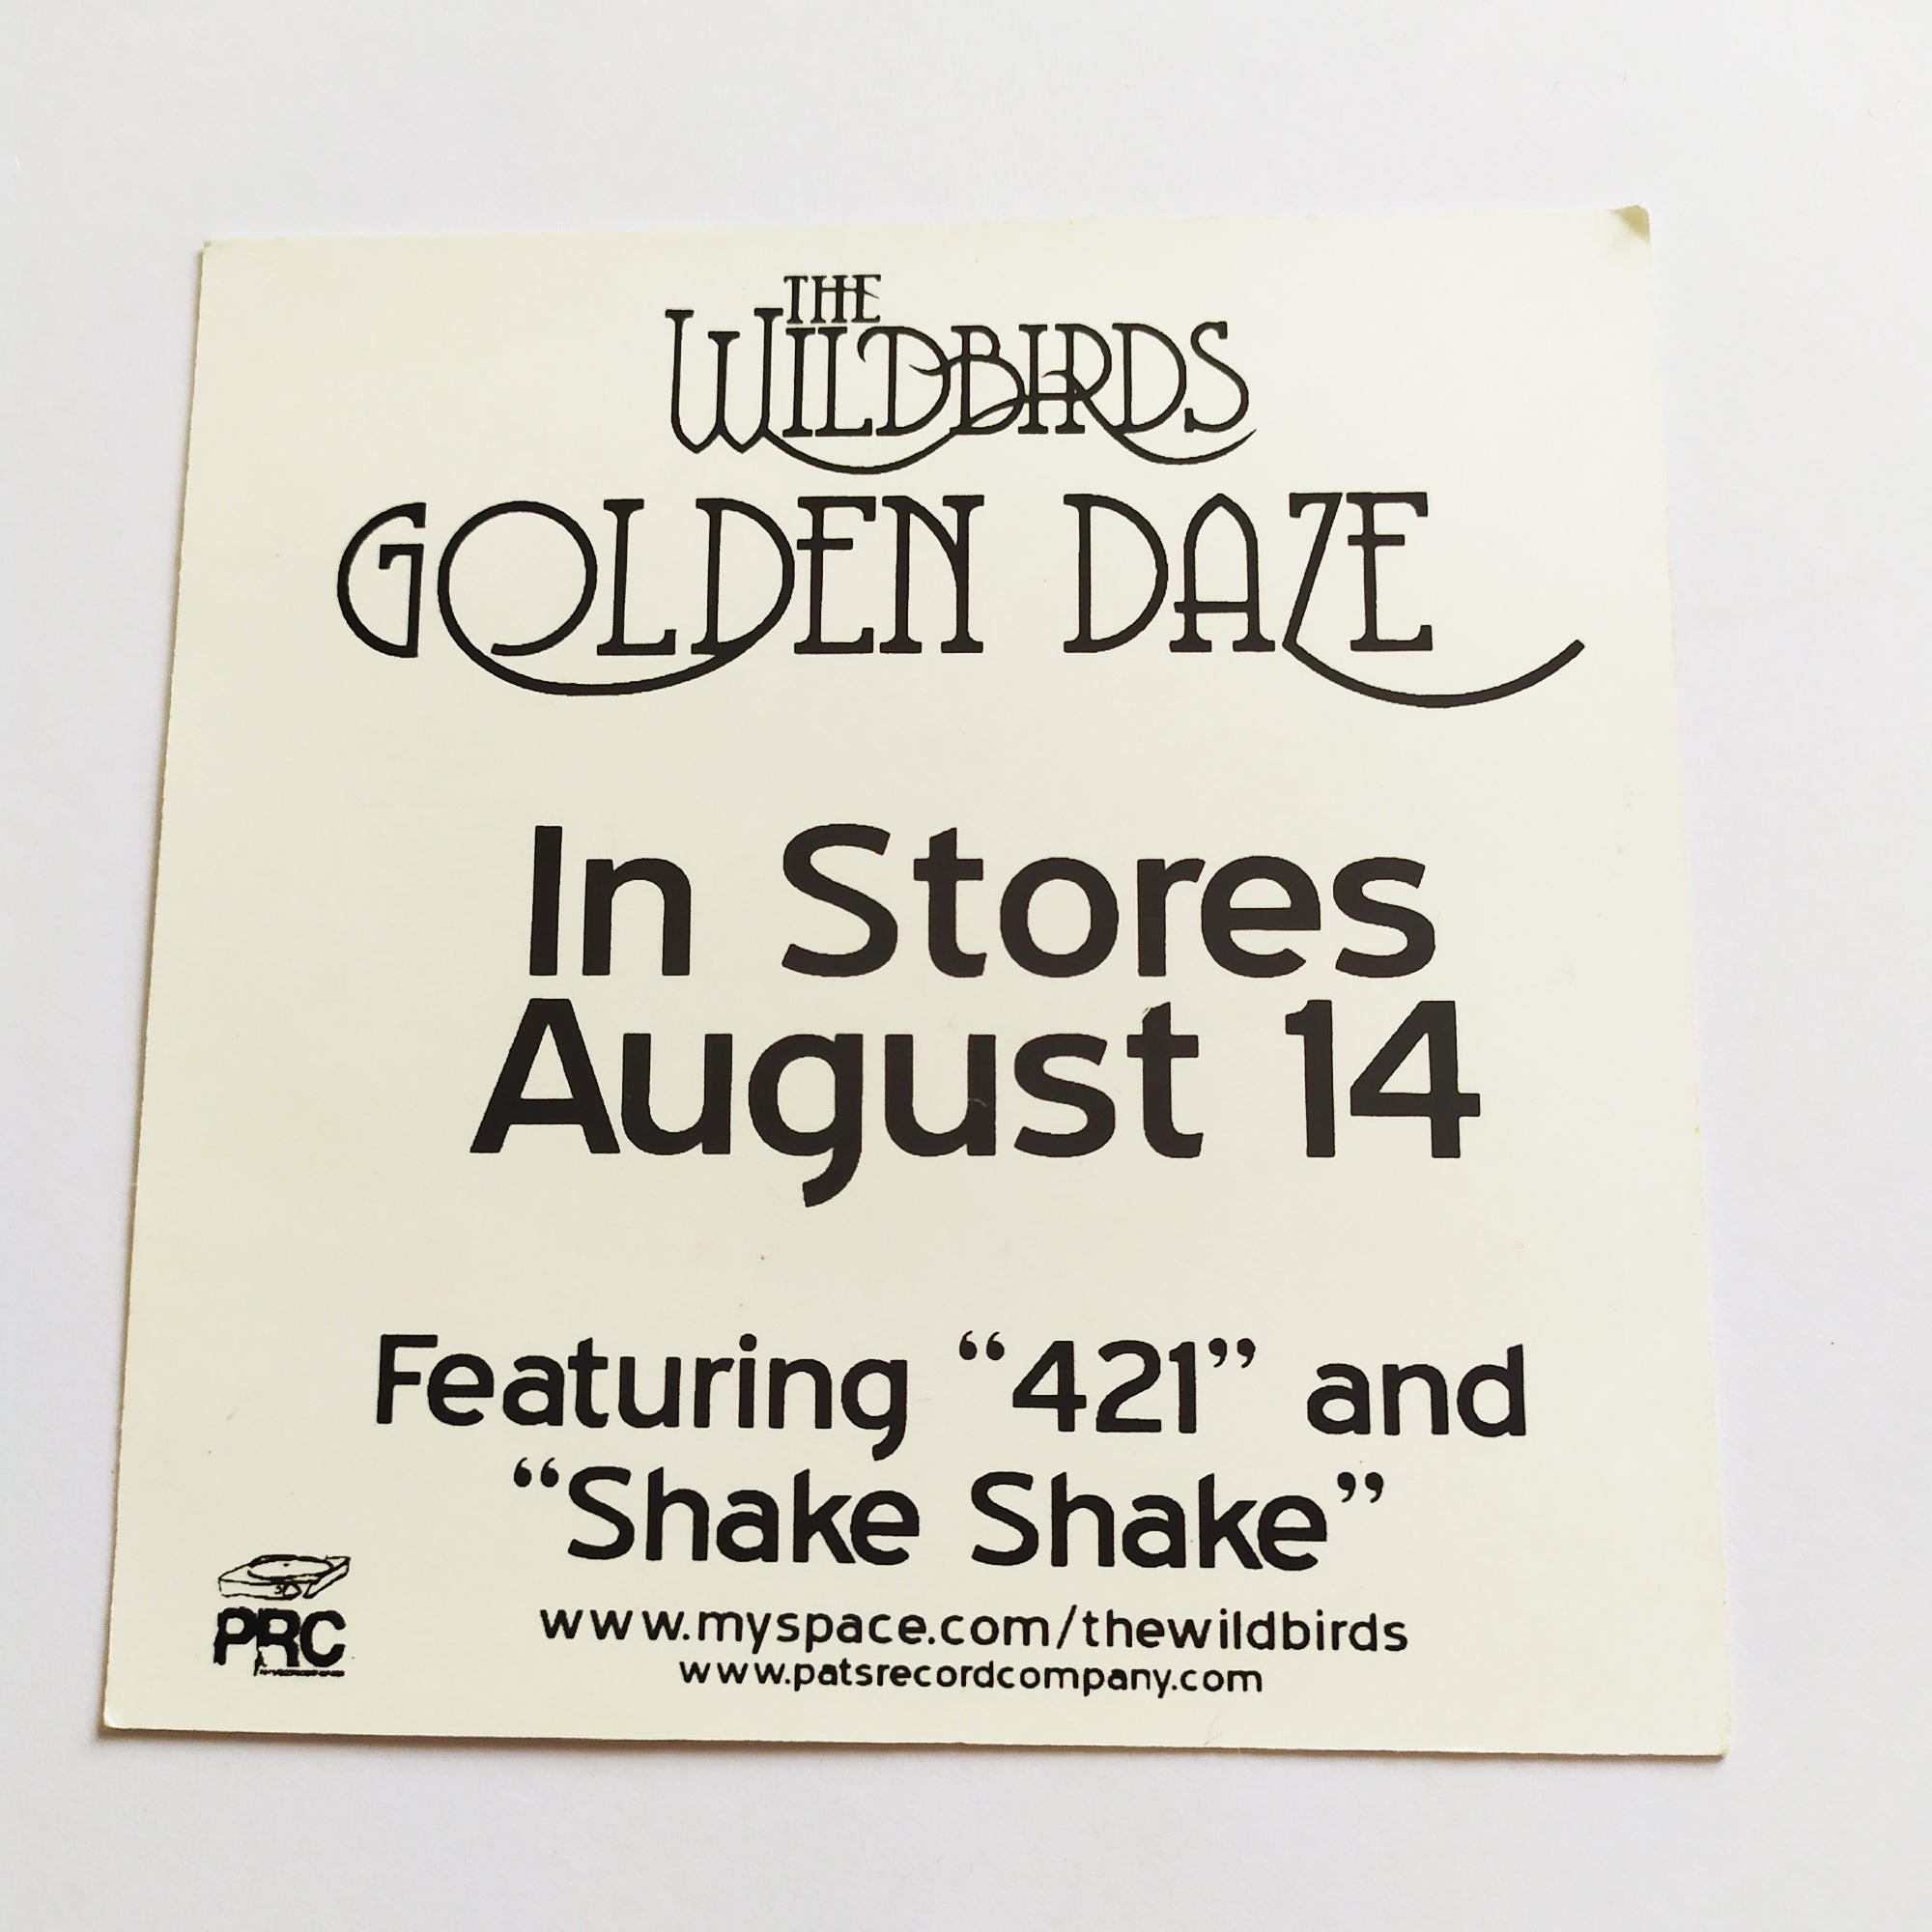 THE
WILDBIRDS
GOLDEN DAZE
In Stores
August 14
Featuring “421” and
“Shake Shake”
PRC
www.myspace.com/thewildbirds
www.patsrecordcompany.com